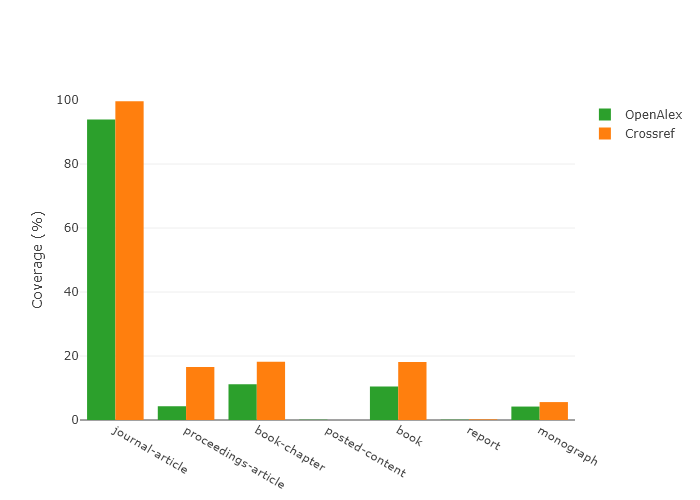 100
80
60
40
20
0
Coverage (%)
journal-article
proceedings-article
book-chapter
posted-content
book
report
monograph
OpenAlex
Crossref